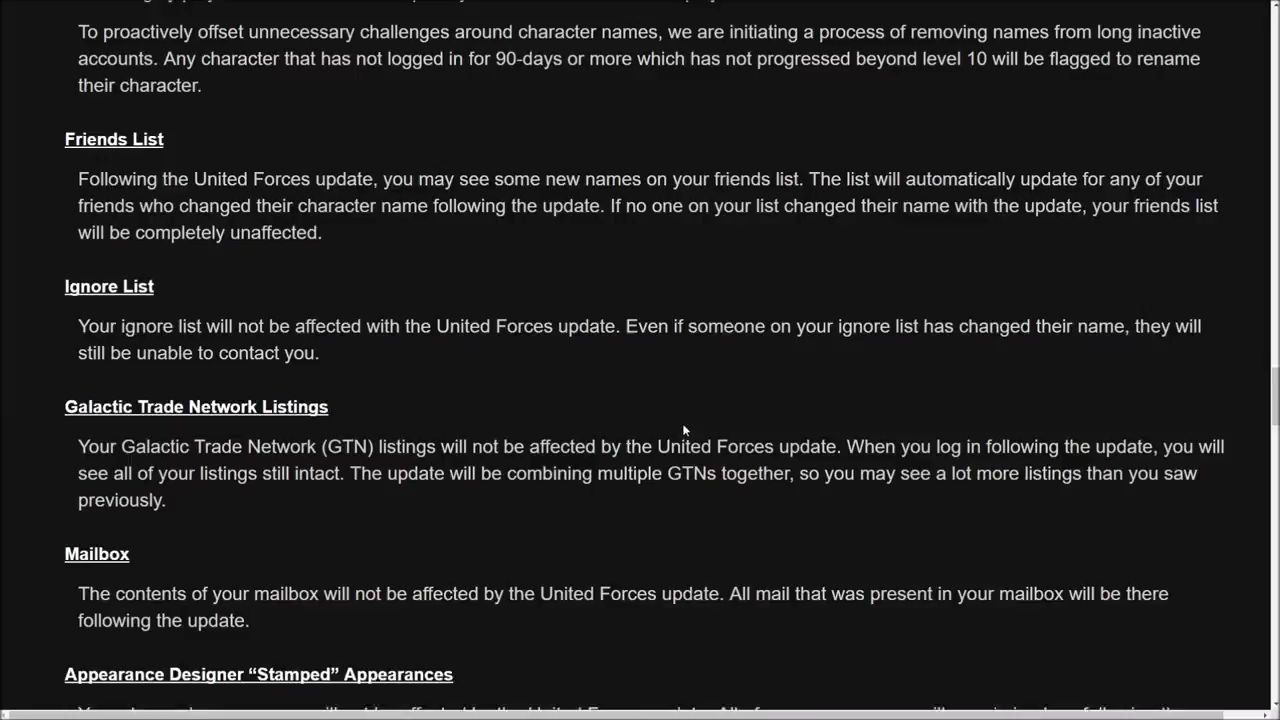 To proactively offset unnecessary challenges around character names, we are initiating a process of removing names from long inactive
accounts. Any character that has not logged in for 90-days or more which has not progressed beyond level 10 will be flagged to rename
their character.
Friends List
Following the United Forces update, you may see some new names on your friends list. The list will automatically update for any of your
friends who changed their character name following the update. If no one on your list changed their name with the update, your friends list
will be completely unaffected.
Ignore List
Your ignore list will not be affected with the United Forces update. Even if someone on your ignore list has changed their name, they will
still be unable to contact you.
Galactic Trade Network Listings
Your Galactic Trade Network (GTN) listings will not be affected by the United Forces update. When you log in following the update, you will
see all of your listings still intact. The update will be combining multiple GTNs together, so you may see a lot more listings than you saw
previously.
Mailbox
The contents of your mailbox will not be affected by the United Forces update. All mail that was present in your mailbox will be there
following the update.
Appearance Designer “Stamped” Appearances